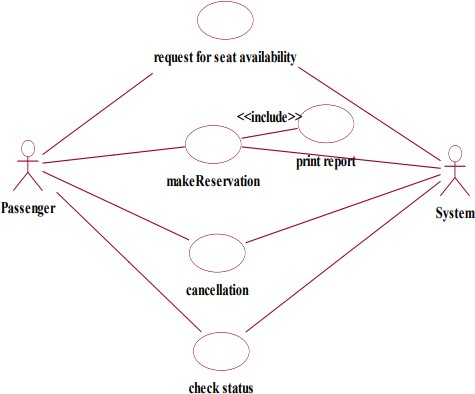 request for seat availability
<<include>>
print report
makeReservation
Passenger
System
cancellation
check status